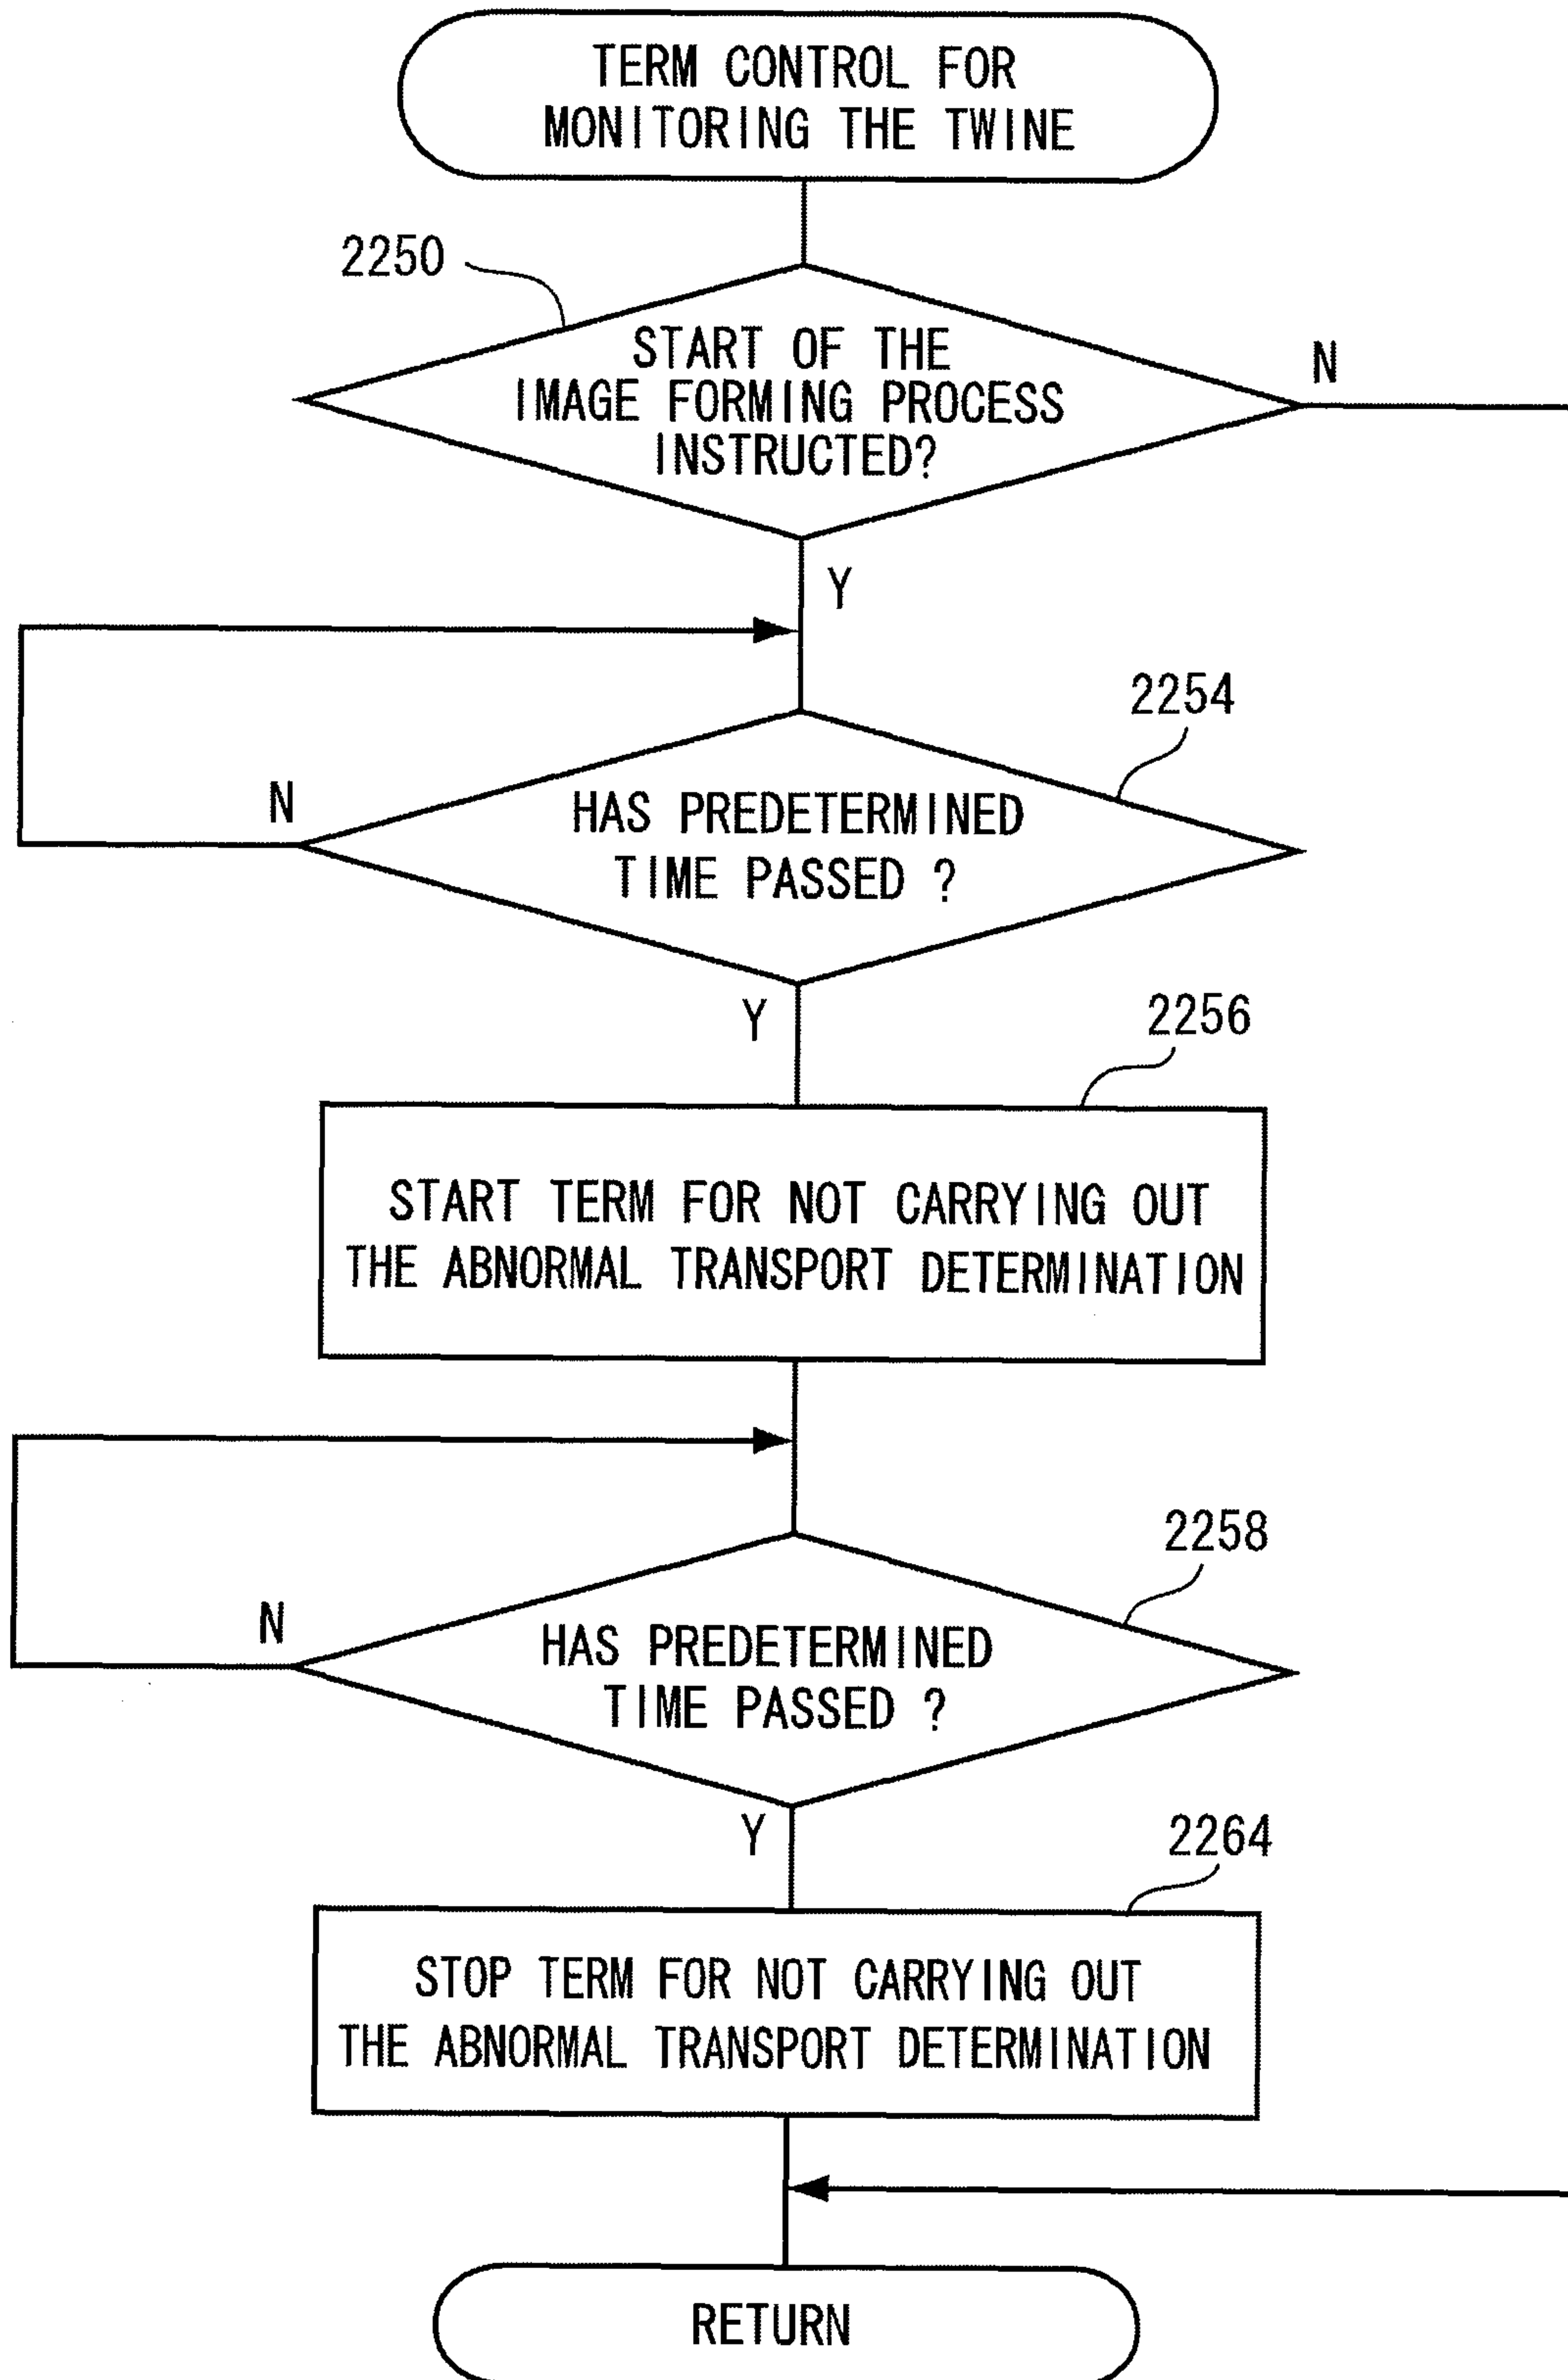 TERM CONTROL FOR
MONITORING THE TWINE
2250
START OF THE
IMAGE FORMING PROCESS
INSTRUCTED?
N
Y
2254
N
HAS PREDETERMINED
TIME PASSED ?
Y
2256
START TERM FOR NOT CARRYING OUT
THE ABNORMAL TRANSPORT DETERMINATION
2258
N
HAS PREDETERMINED
TIME PASSED ?
Y
2264
STOP TERM FOR NOT CARRYING OUT
THE ABNORMAL TRANSPORT DETERMINATION
RETURN